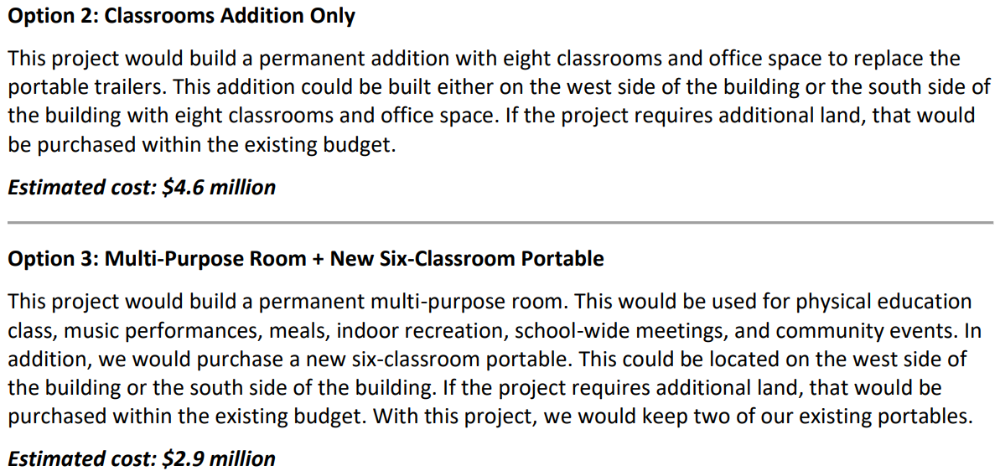 Option 2: Classrooms Addition Only
This project would build a permanent addition with eight classrooms and office space to replace the
portable trailers. This addition could be built either on the west side of the building or the south side of
the building with eight classrooms and office space. If the project requires additional land, that would
be purchased within the existing budget.
Estimated cost: $4.6 million
Option 3: Multi-Purpose Room + New Six-Classroom Portable
This project would build a permanent multi-purpose room. This would be used for physical education
class, music performances, meals, indoor recreation, school-wide meetings, and community events. In
addition, we would purchase a new six-classroom portable. This could be located on the west side of
the building or the south side of the building. If the project requires additional land, that would be
purchased within the existing budget. With this project, we would keep two of our existing portables.
Estimated cost: $2.9 million